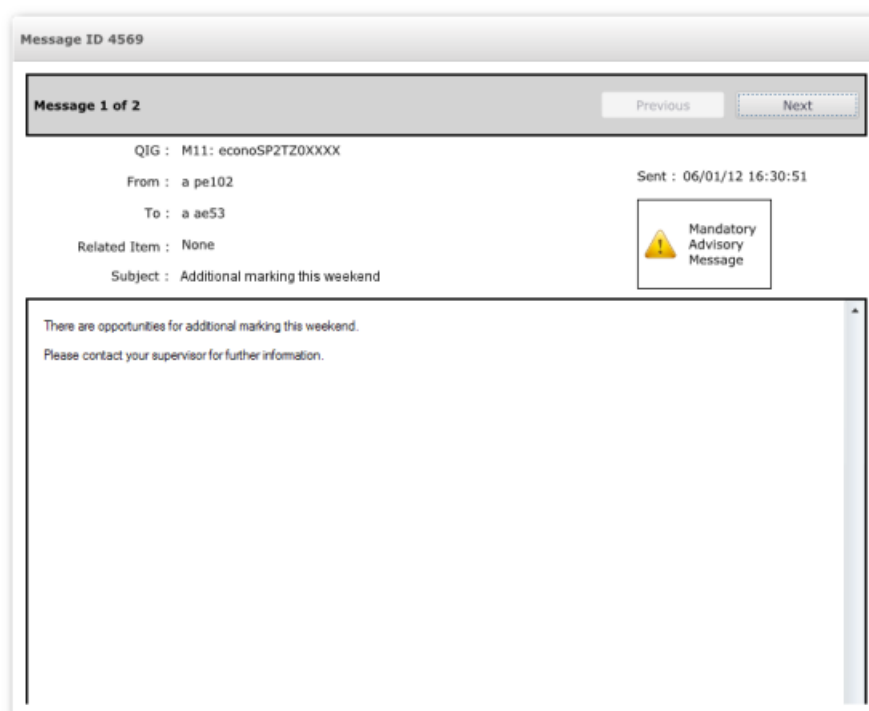 Message ID 4569
Message 1 of 2
Previous
Next
QIG : M11: econoSP2TZ0XXXX
From : a pe102
Sent : 06/01/12 16:30:51
To : a ae53
Mandatory
Advisory
Message
Related Item : None
Subject : Additional marking this weekend
There are opportunities for additional marking this weekend.
Please contact your supervisor for further information.